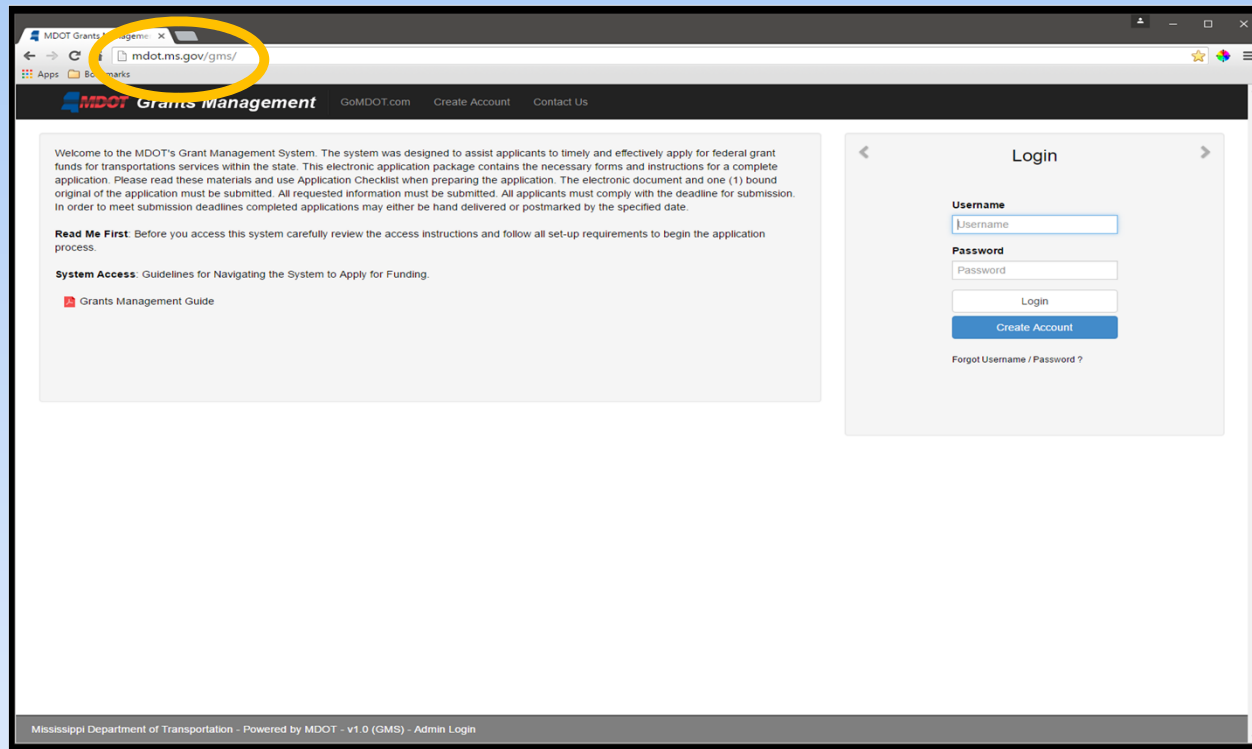 MDOT Grants Manageme
mdot.ms.gov/gms/
Apps Bookmarks
MDOT Grants Management GoMDOT.com Create Account Contact Us
Welcome to the MDOT's Grant Management System. The system was designed to assist applicants to timely and effectively apply for federal grant
funds for transportations services within the state. This electronic application package contains the necessary forms and instructions for a complete
application. Please read these materials and use Application Checklist when preparing the application. The electronic document and one (1) bound
original of the application must be submitted. All requested information must be submitted. All applicants must comply with the deadline for submission.
In order to meet submission deadlines completed applications may either be hand delivered or postmarked by the specified date.
Read Me First: Before you access this system carefully review the access instructions and follow all set-up requirements to begin the application
process.
System Access: Guidelines for Navigating the System to Apply for Funding.
Grants Management Guide
Login
Username
Username
Password
Password
Login
Create Account
Forgot Username / Password ?
Mississippi Department of Transportation - Powered by MDOT - v1.0 (GMS) - Admin Login